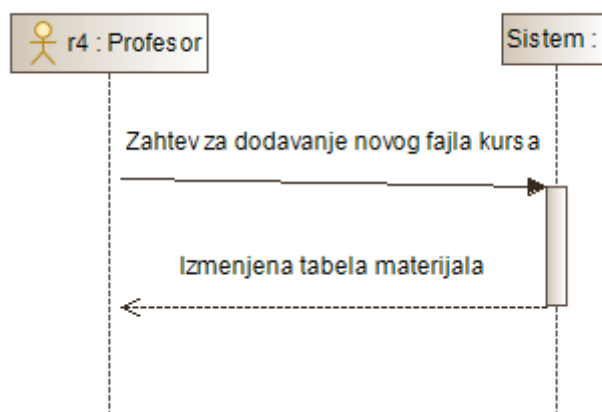 r4 : Profesor
Sistem :
Zahtev za dodavanje novog fajla kursa
Izmenjena tabela materijala